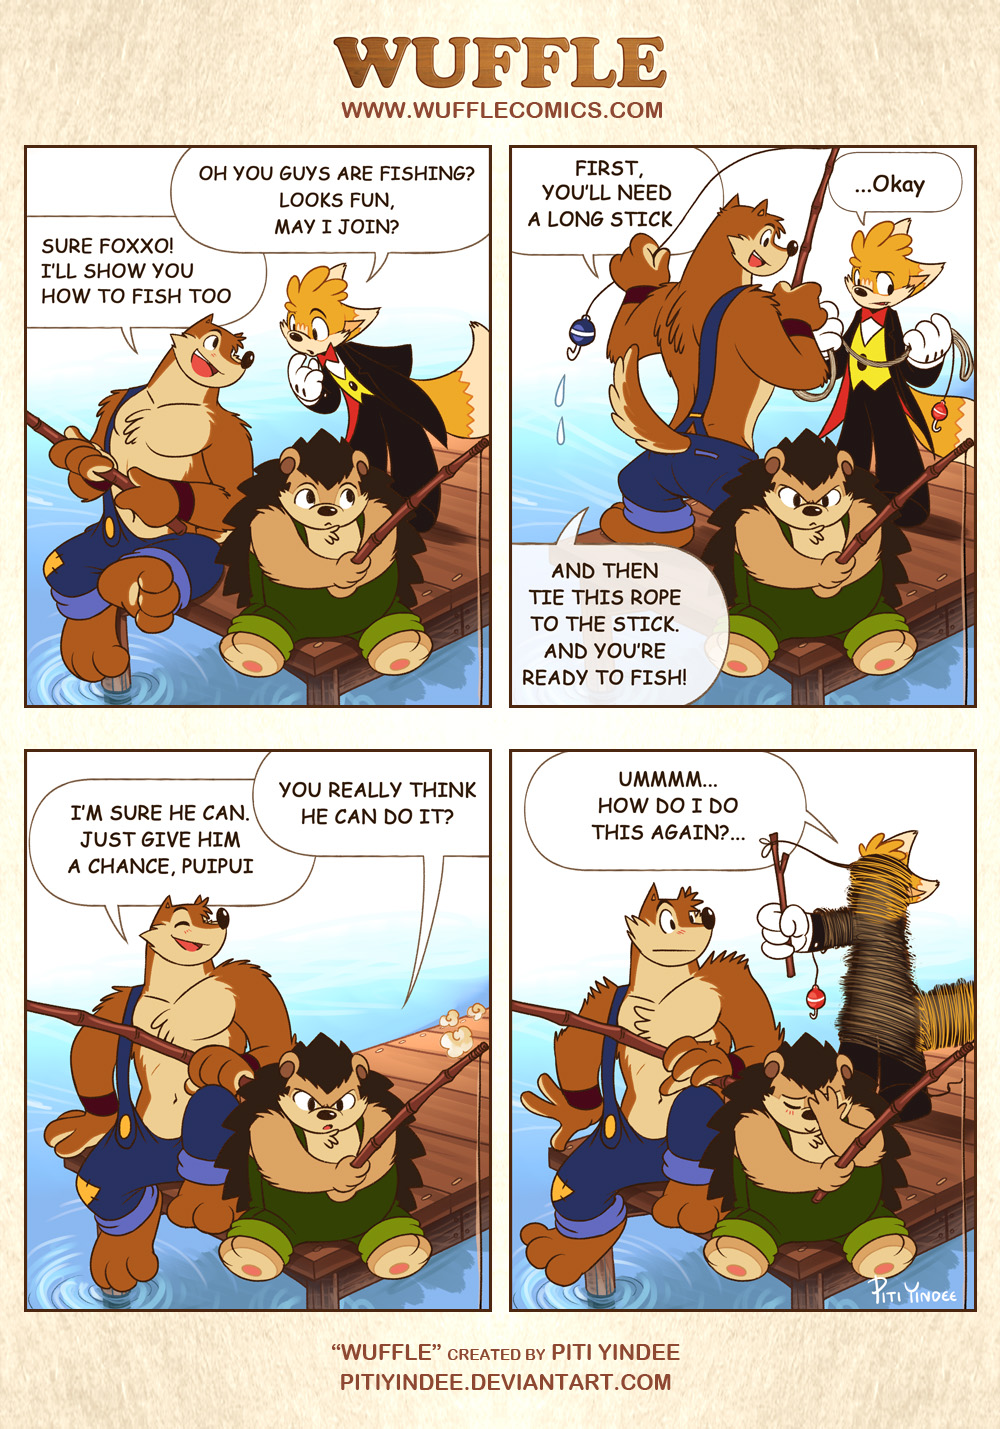 WUFFLE
WWW.WUFFLECOMICS.COM
OH YOU GUYS ARE FISHING?
LOOKS FUN,
MAY I JOIN?
SURE FOXXO!
I'LL SHOW YOU
HOW TO FISH TOO
FIRST,
YOU'LL NEED
A LONG STICK
...Okay
AND THEN
TIE THIS ROPE
TO THE STICK.
AND YOU'RE
READY TO FISH!
YOU REALLY THINK
HE CAN DO IT?
I'M SURE HE CAN.
JUST GIVE HIM
A CHANCE, PUIPUI
UMMMM...
HOW DO I DO
THIS AGAIN?...
PITI YINDEE
“WUFFLE” CREATED BY PITI YINDEE
PITIYINDEE.DEVIANTART.COM